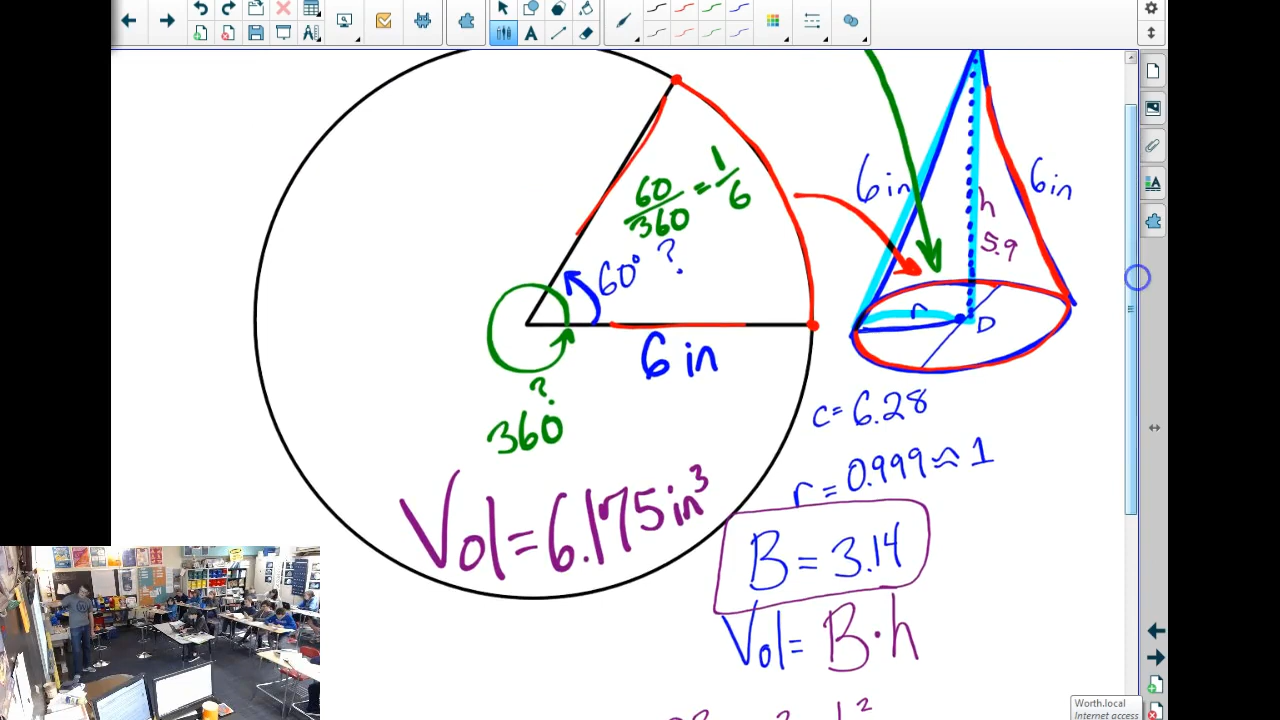 60/360 = 1/6
60° ?
6 in
?
360
6 in
6 in
h
5.9
r
D
c = 6.28
r = 0.999 ≈ 1
Vol = 6.175 in³
B = 3.14
Vol = B·h
Worth.local
Internet access